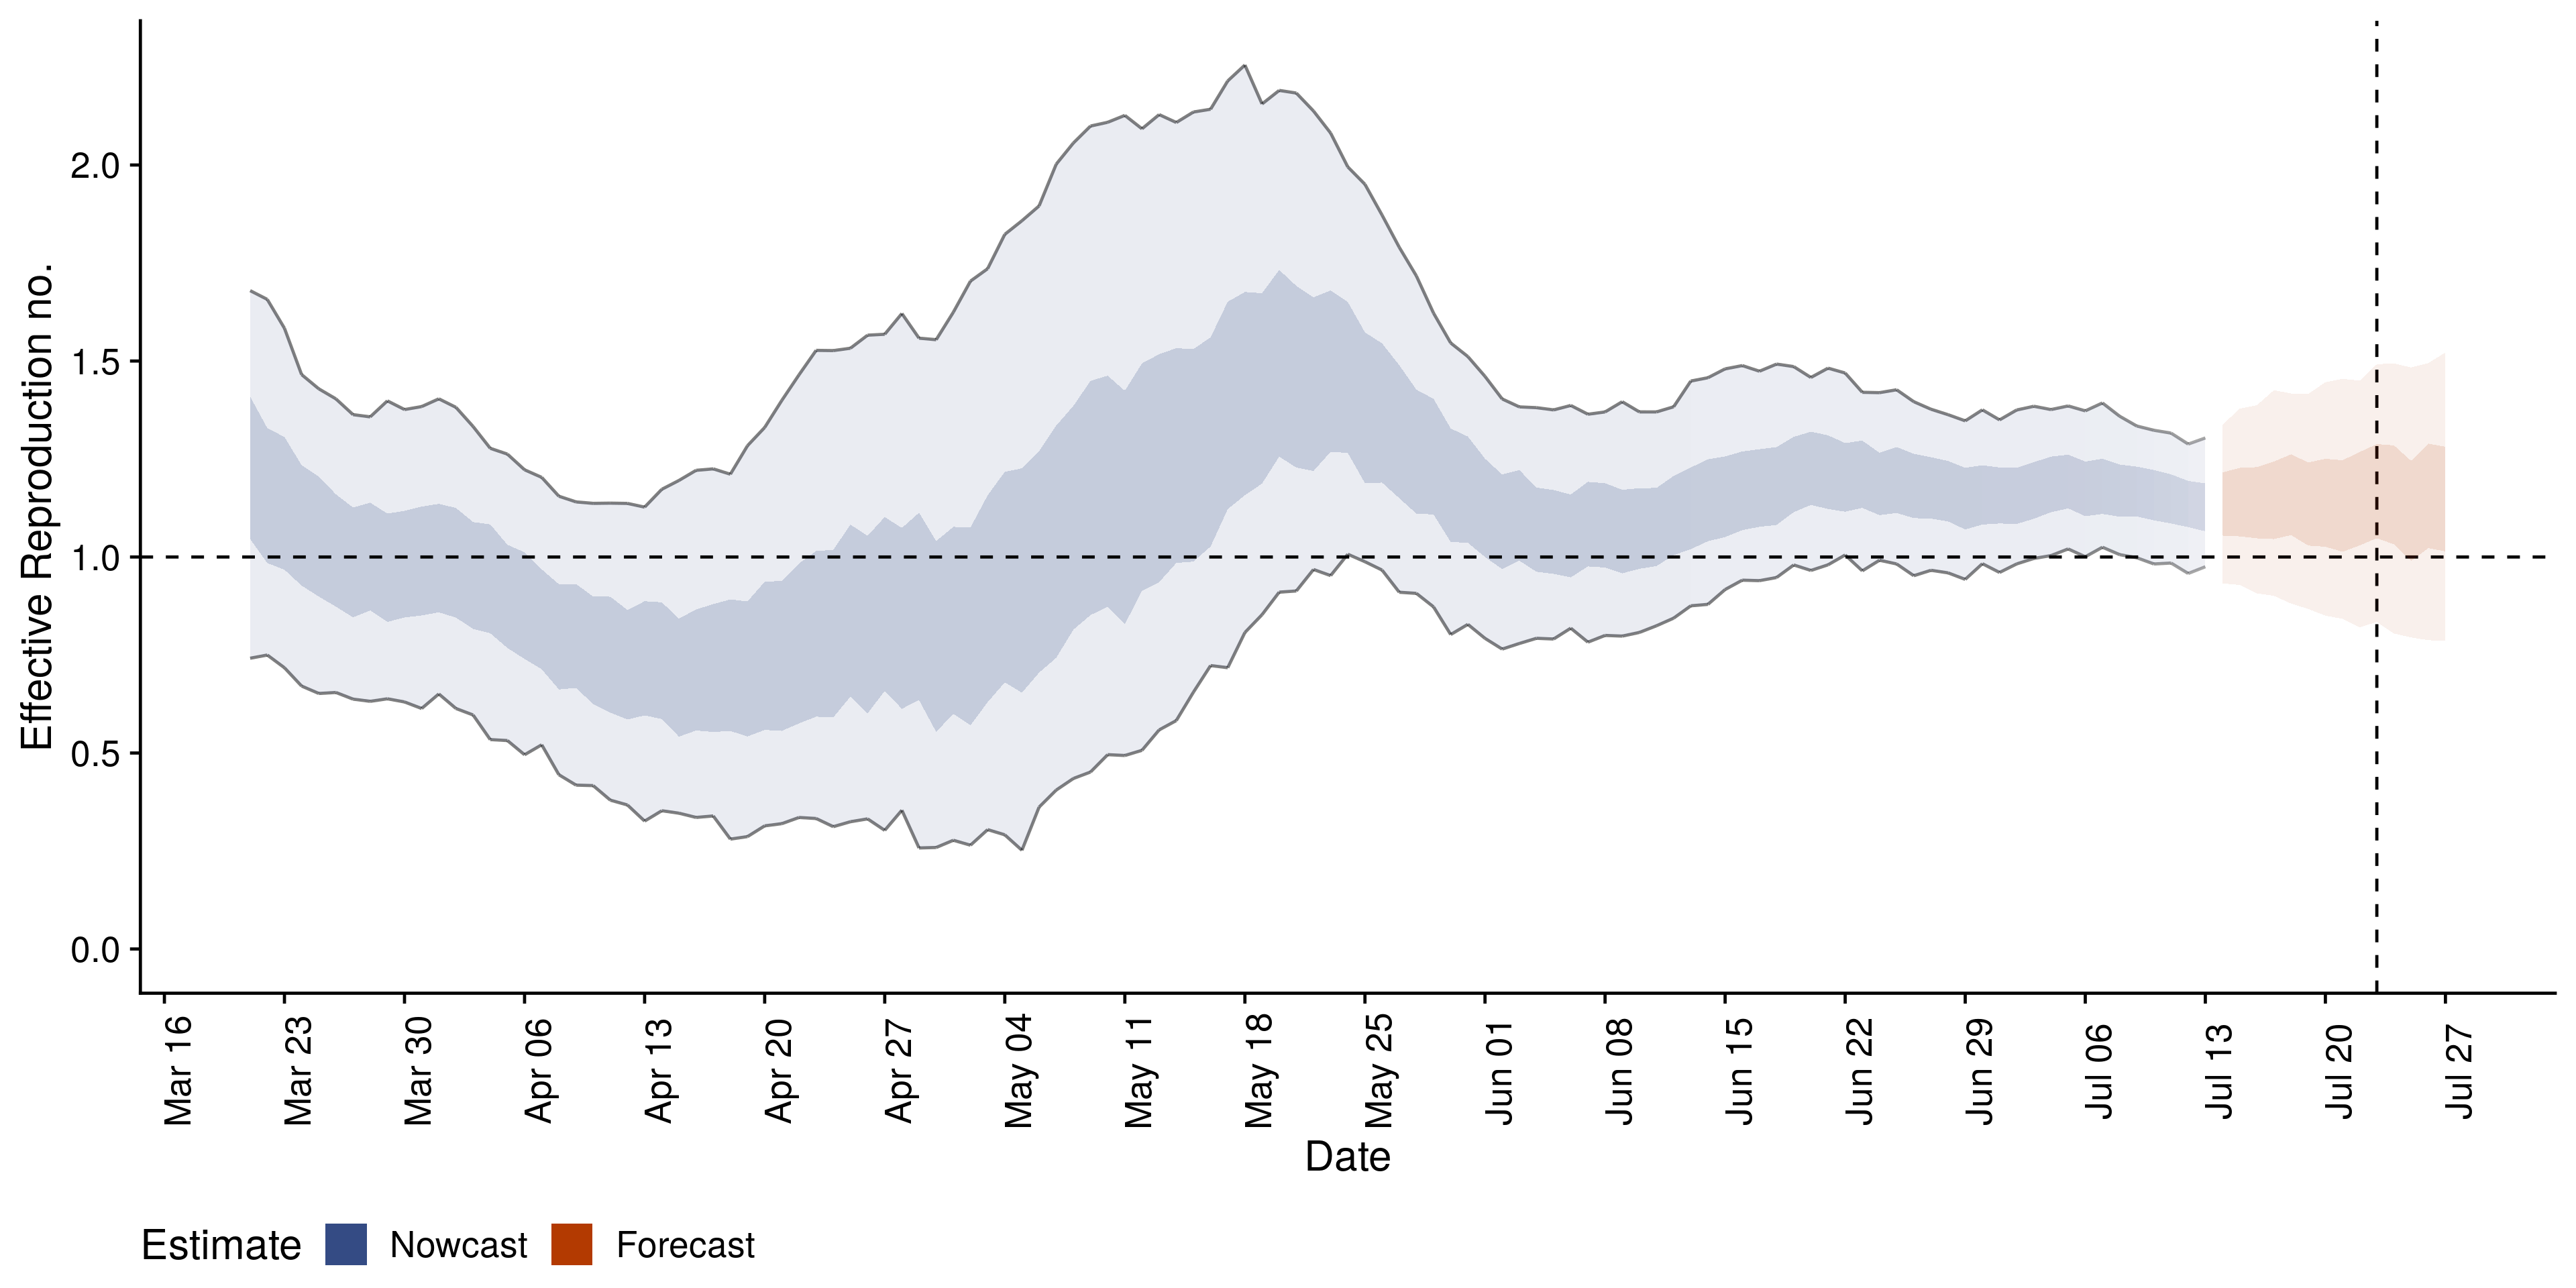 Effective Reproduction no.
2.0
1.5
1.0
0.5
0.0
Mar 16
Mar 23
Mar 30
Apr 06
Apr 13
Apr 20
Apr 27
May 04
May 11
May 18
May 25
Jun 01
Jun 08
Jun 15
Jun 22
Jun 29
Jul 06
Jul 13
Jul 20
Jul 27
Date
Estimate Nowcast Forecast